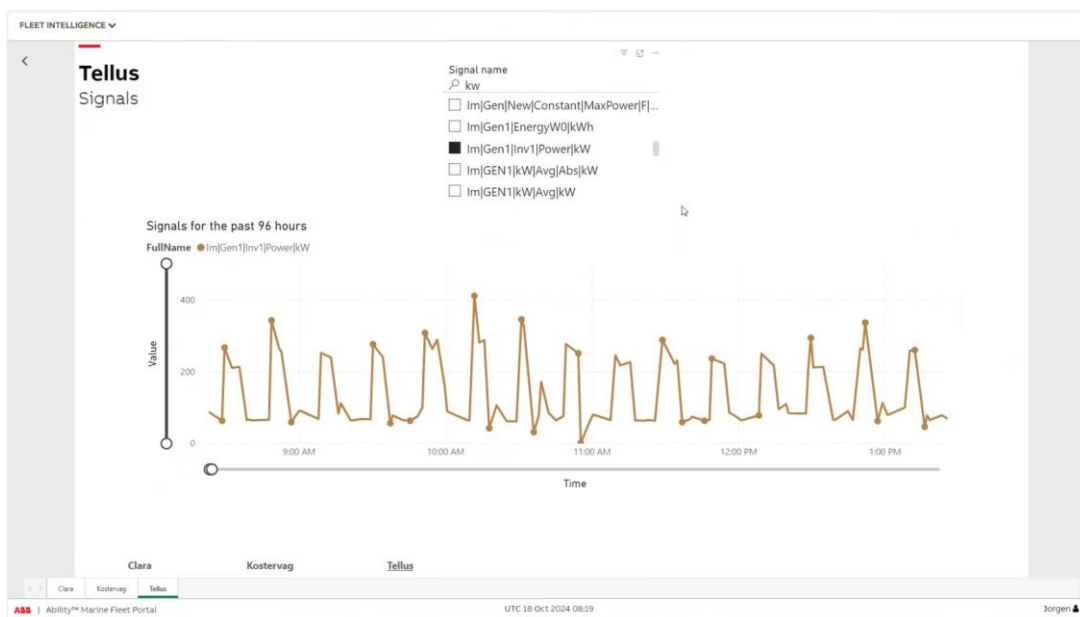 FLEET INTELLIGENCE
Tellus
Signals
Signal name
kw
Im|Gen|New|Constant|MaxPower|F|...
Im|Gen1|EnergyW0|kWh
Im|Gen1|Inv1|Power|kW
Im|GEN1|kW|Avg|Abs|kW
Im|GEN1|kW|Avg|kW
Signals for the past 96 hours
FullName Im|Gen1|Inv1|Power|kW
Value
400
200
0
9:00 AM 10:00 AM 11:00 AM 12:00 PM 1:00 PM
Time
Clara Kostervag Tellus
Clara Kostervag Tellus
ABB | Ability™ Marine Fleet Portal UTC 18 Oct 2024 08:19 Jorgen